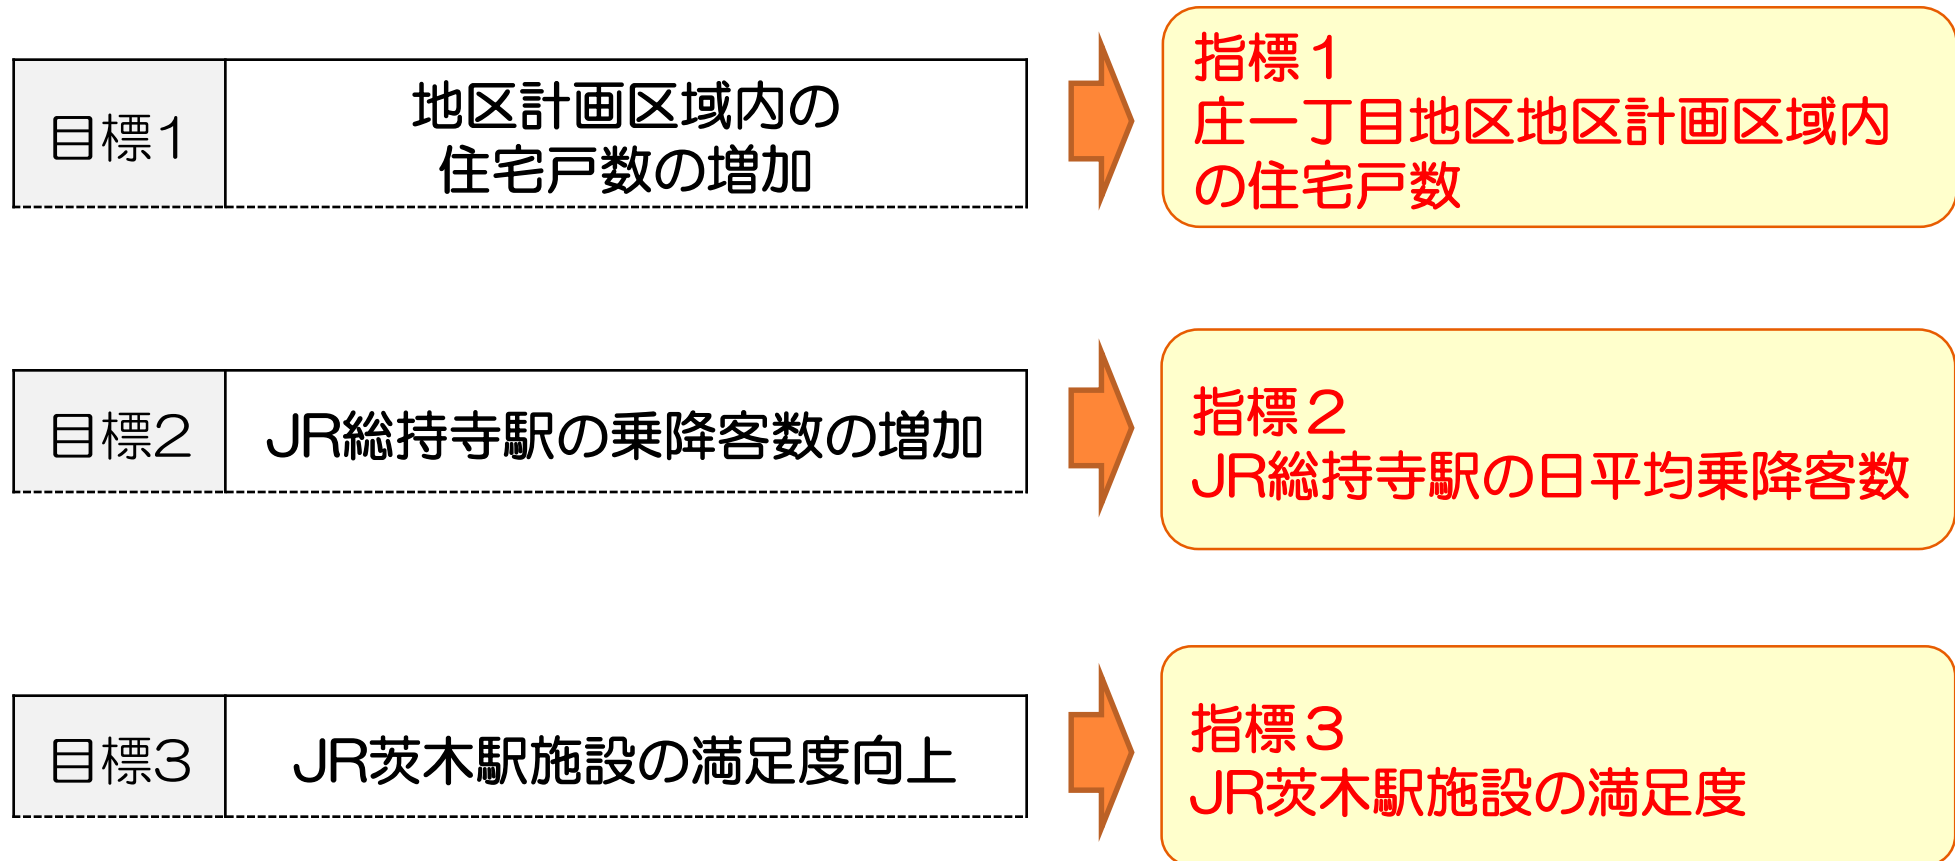 目標1
地区計画区域内の
住宅戸数の増加
指標１
庄一丁目地区地区計画区域内
の住宅戸数
目標2
JR総持寺駅の乗降客数の増加
指標２
JR総持寺駅の日平均乗降客数
目標3
JR茨木駅施設の満足度向上
指標３
JR茨木駅施設の満足度